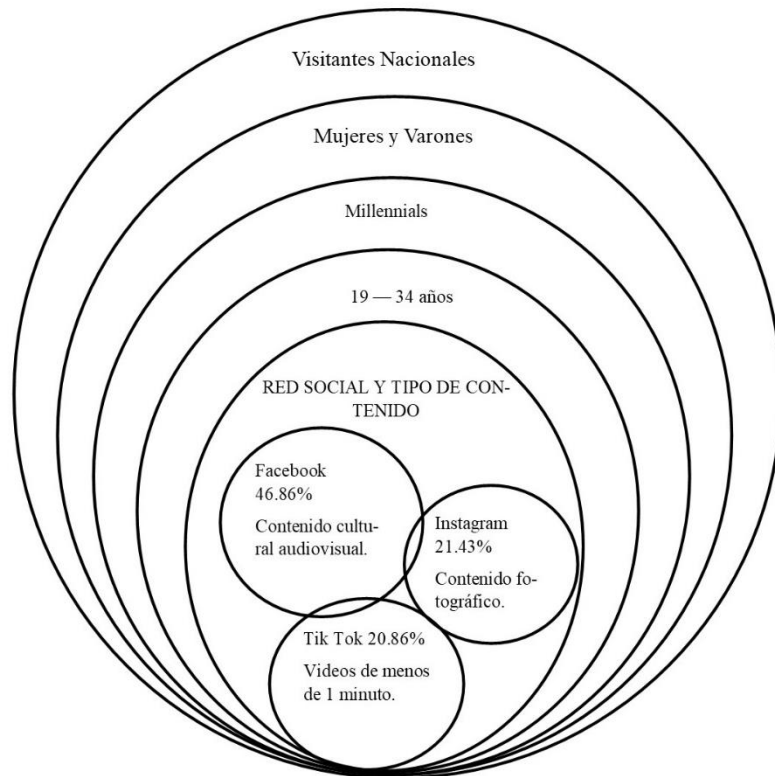 Visitantes Nacionales
Mujeres y Varones
Millennials
19 — 34 años
RED SOCIAL Y TIPO DE CON-
TENIDO
Facebook
46.86%
Contenido cultu-
ral audiovisual.
Instagram
21.43%
Contenido fo-
tográfico.
Tik Tok 20.86%
Videos de menos
de 1 minuto.